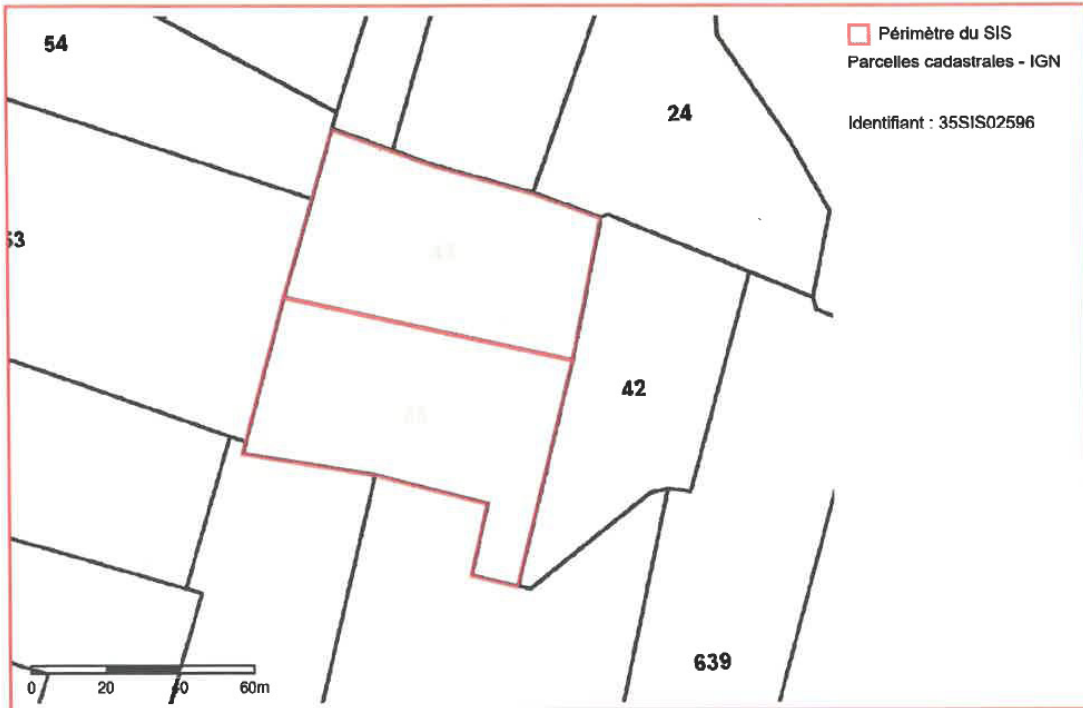 54
Périmètre du SIS
Parcelles cadastrales - IGN
24
Identifiant : 35SIS02596
53
42
639
0 20 40 60m